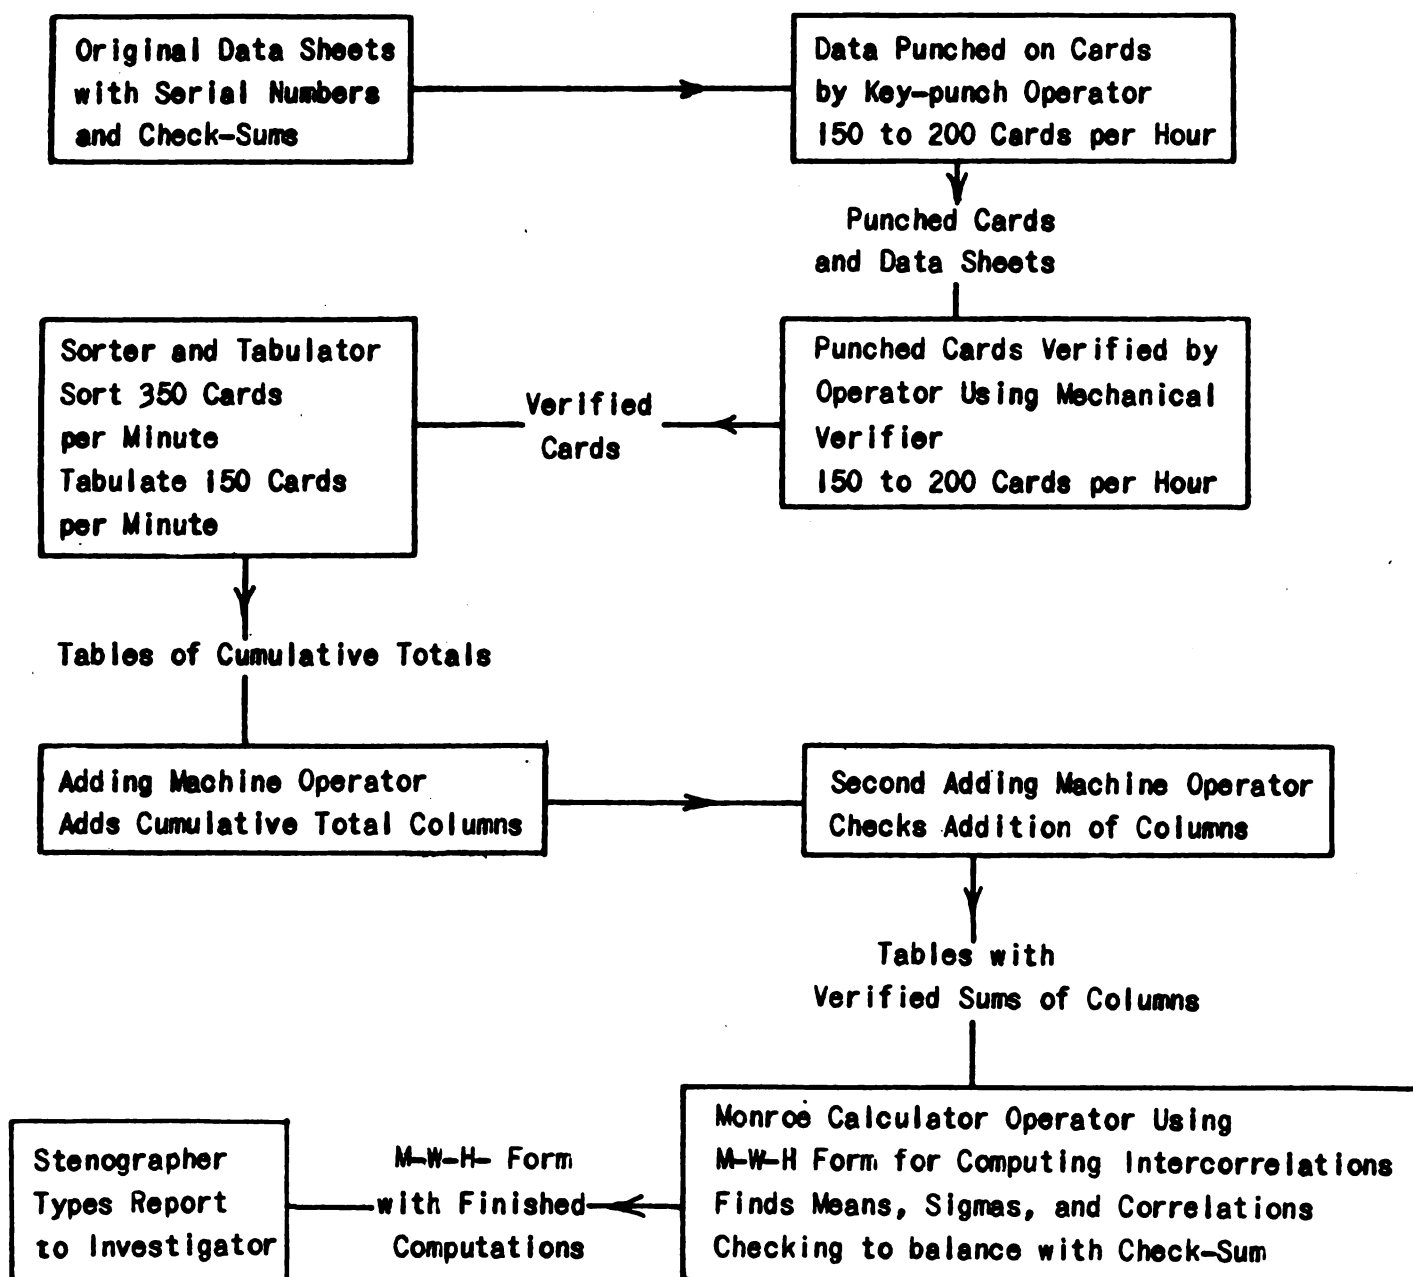 Original Data Sheets
with Serial Numbers
and Check-Sums
Data Punched on Cards
by Key-punch Operator
150 to 200 Cards per Hour
Punched Cards
and Data Sheets
Punched Cards Verified by
Operator Using Mechanical
Verifier
150 to 200 Cards per Hour
Verified
Cards
Sorter and Tabulator
Sort 350 Cards
per Minute
Tabulate 150 Cards
per Minute
Tables of Cumulative Totals
Adding Machine Operator
Adds Cumulative Total Columns
Second Adding Machine Operator
Checks Addition of Columns
Tables with
Verified Sums of Columns
Monroe Calculator Operator Using
M-W-H Form for Computing Intercorrelations
Finds Means, Sigmas, and Correlations
Checking to balance with Check-Sum
M-W-H- Form
with Finished
Computations
Stenographer
Types Report
to Investigator